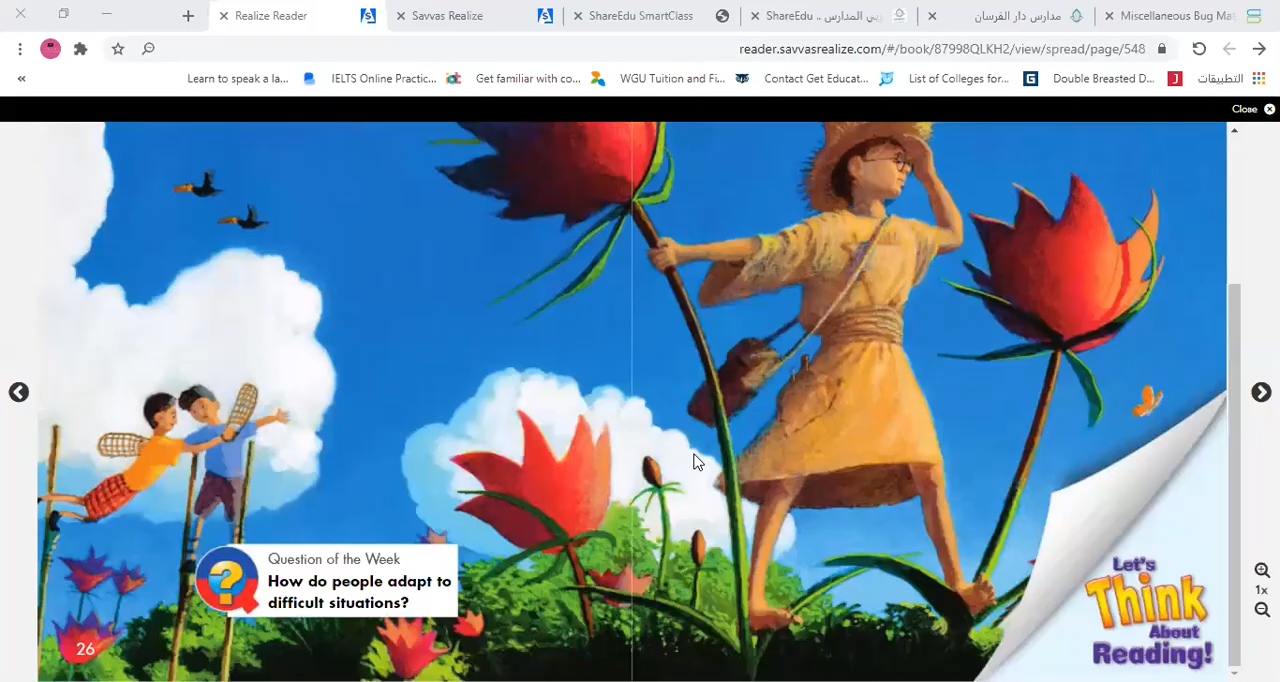 Realize Reader
Savvas Realize
ShareEdu SmartClass
ShareEdu .. بي المدارس
مدارس دار الفرسان
Miscellaneous Bug Ma
reader.savvasrealize.com/#/book/87998QLKH2/view/spread/page/548
Learn to speak a la...
IELTS Online Practic...
Get familiar with co...
WGU Tuition and Fi...
Contact Get Educat...
List of Colleges for...
Double Breasted D...
التطبيقات
Close
Question of the Week
How do people adapt to
difficult situations?
26
Let's
Think
About
Reading!
1x